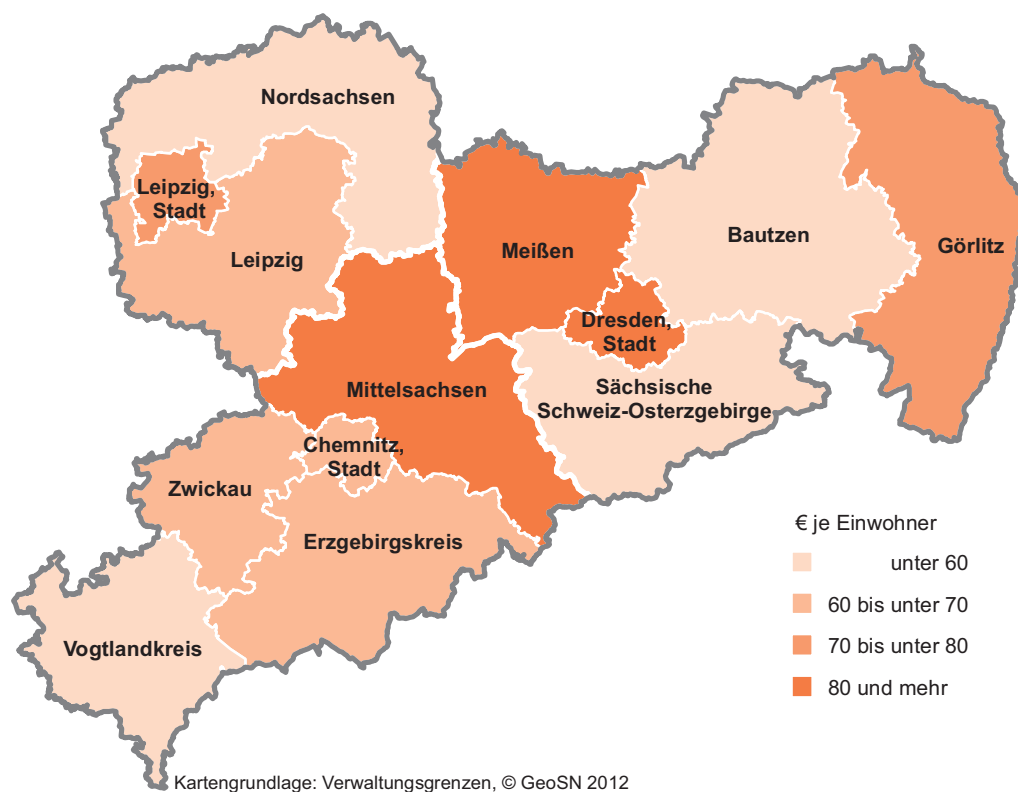 Nordsachsen
Leipzig,
Stadt
Leipzig
Meißen
Bautzen
Görlitz
Dresden,
Stadt
Mittelsachsen
Sächsische
Schweiz-Osterzgebirge
Chemnitz,
Stadt
Zwickau
Erzgebirgskreis
Vogtlandkreis
€ je Einwohner
unter 60
60 bis unter 70
70 bis unter 80
80 und mehr
Kartengrundlage: Verwaltungsgrenzen, © GeoSN 2012